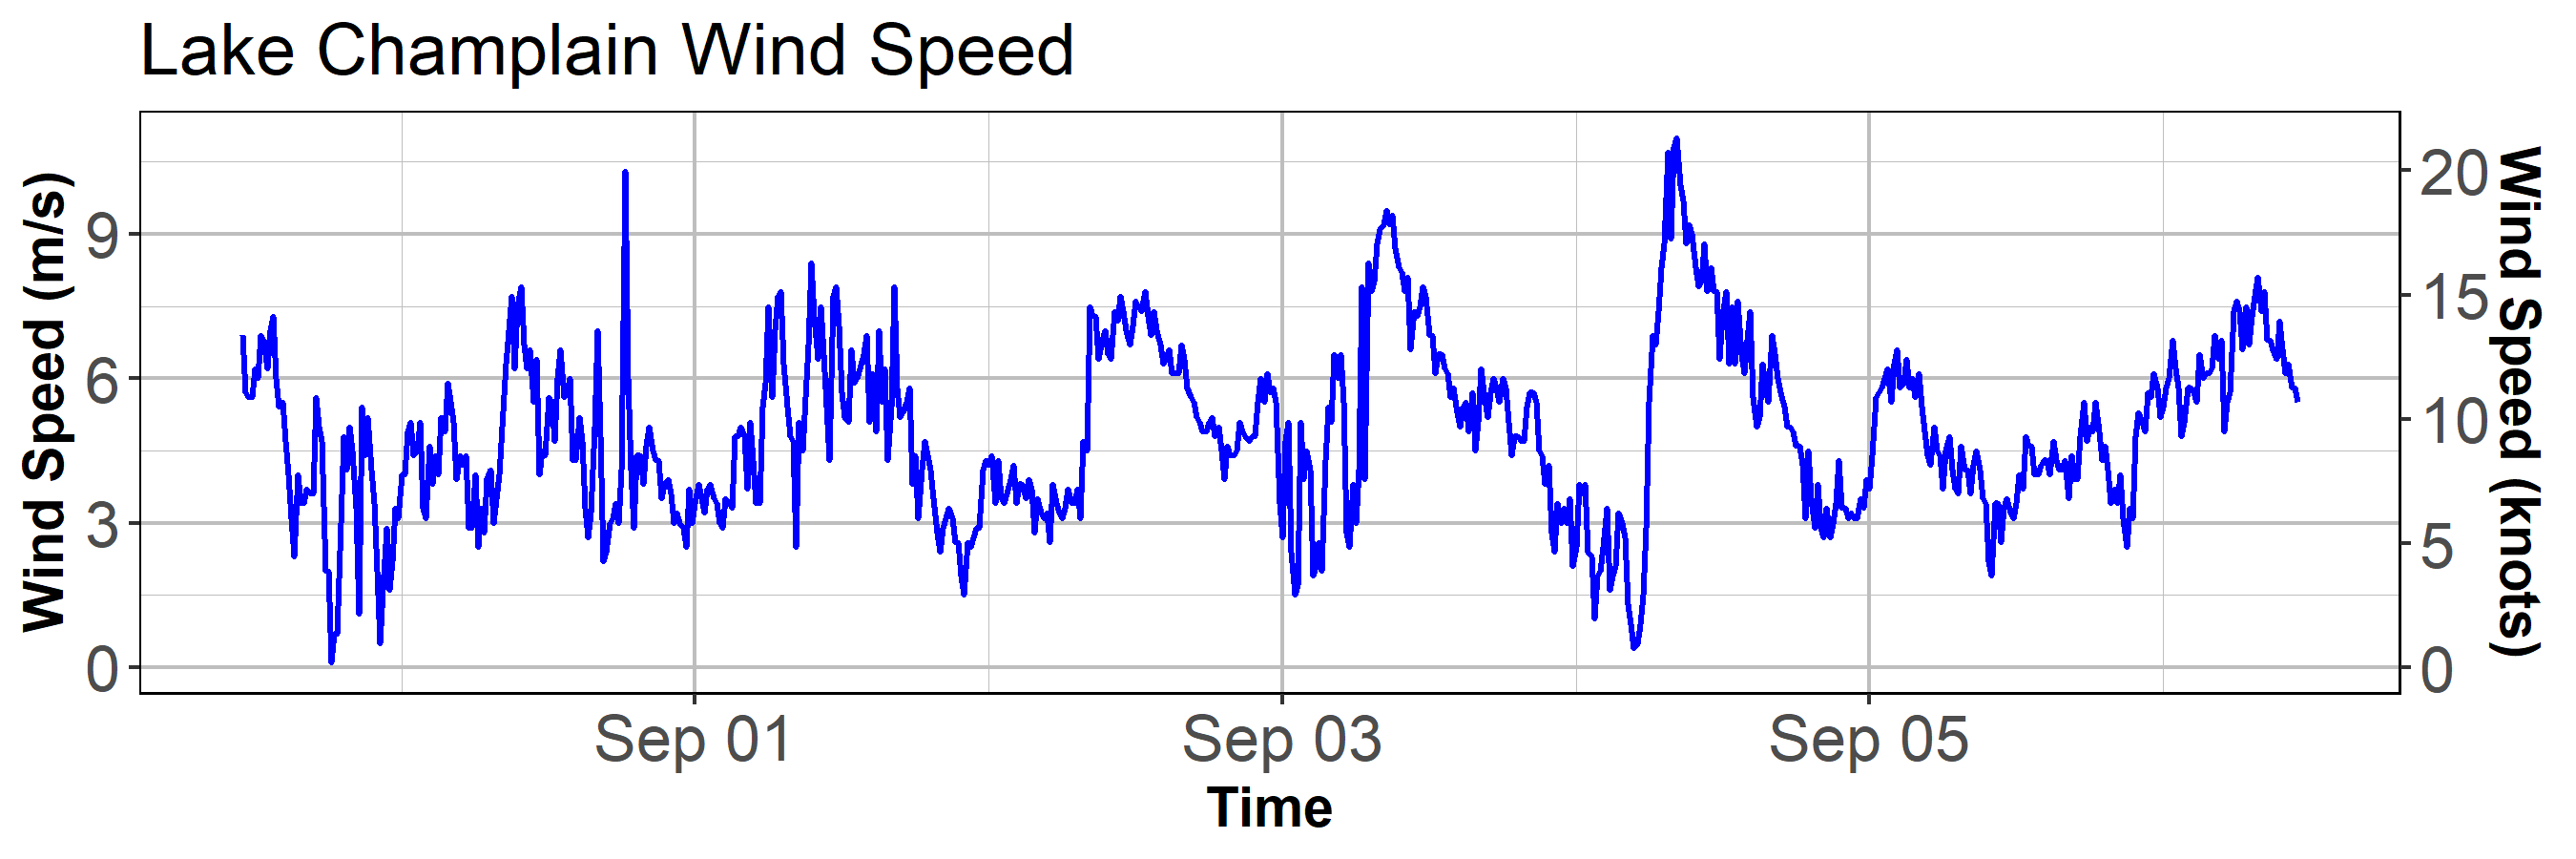 Lake Champlain Wind Speed
Wind Speed (m/s)
9
6
3
0
20
15
10
5
0
Wind Speed (knots)
Sep 01
Sep 03
Sep 05
Time